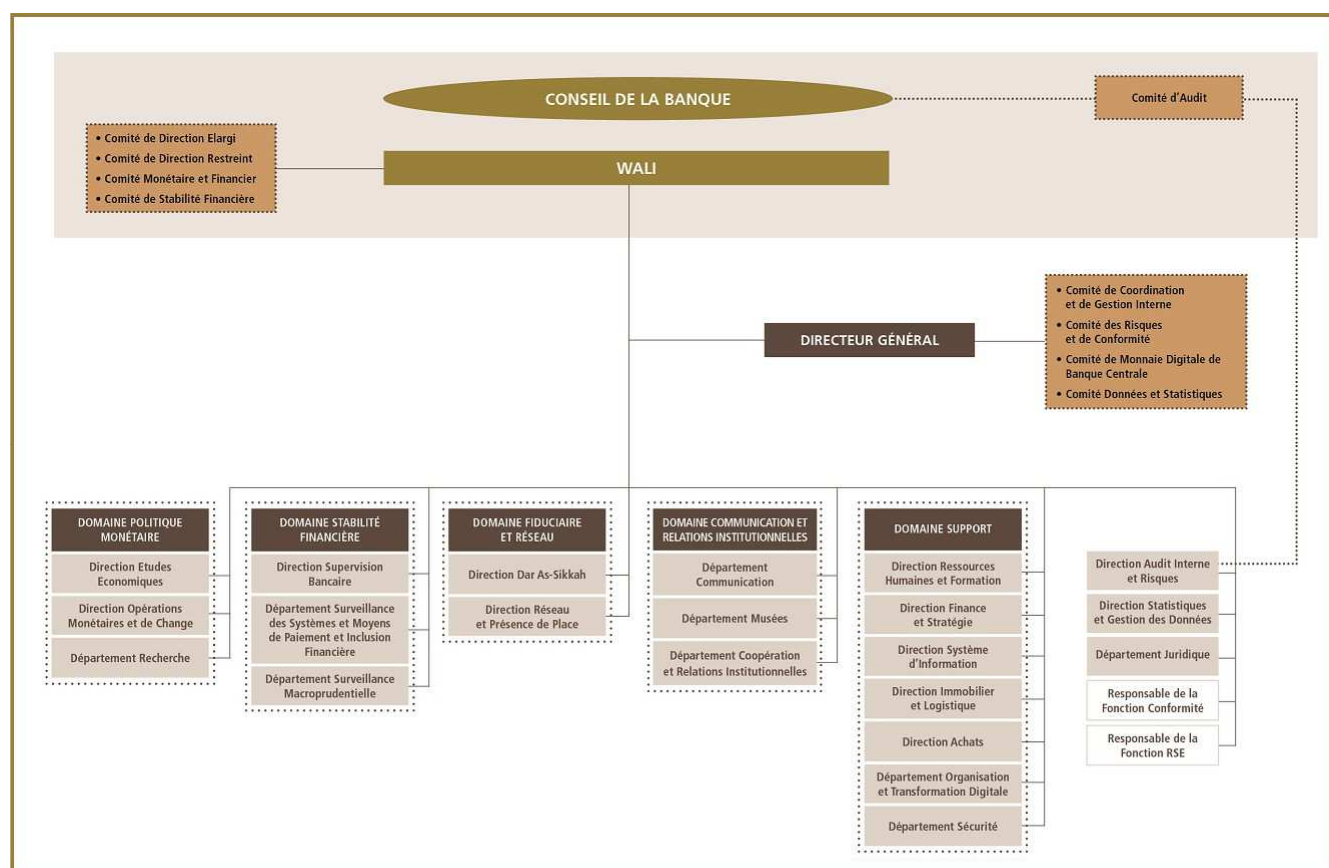 CONSEIL DE LA BANQUE
Comité d'Audit
• Comité de Direction Elargi
• Comité de Direction Restreint
• Comité Monétaire et Financier
• Comité de Stabilité Financière
WALI
• Comité de Coordination
et de Gestion Interne
• Comité des Risques
et de Conformité
• Comité de Monnaie Digitale de
Banque Centrale
• Comité Données et Statistiques
DIRECTEUR GÉNÉRAL
DOMAINE POLITIQUE
MONÉTAIRE
Direction Etudes
Economiques
Direction Opérations
Monétaires et de Change
Département Recherche
DOMAINE STABILITÉ
FINANCIÈRE
Direction Supervision
Bancaire
Département Surveillance
des Systèmes et Moyens
de Paiement et Inclusion
Financière
Département Surveillance
Macroprudentielle
DOMAINE FIDUCIAIRE
ET RÉSEAU
Direction Dar As-Sikkah
Direction Réseau
et Présence de Place
DOMAINE COMMUNICATION ET
RELATIONS INSTITUTIONNELLES
Département
Communication
Département Musées
Département Coopération
et Relations Institutionnelles
DOMAINE SUPPORT
Direction Ressources
Humaines et Formation
Direction Finance
et Stratégie
Direction Système
d'Information
Direction Immobilier
et Logistique
Direction Achats
Département Organisation
et Transformation Digitale
Département Sécurité
Direction Audit Interne
et Risques
Direction Statistiques
et Gestion des Données
Département Juridique
Responsable de la
Fonction Conformité
Responsable de la
Fonction RSE